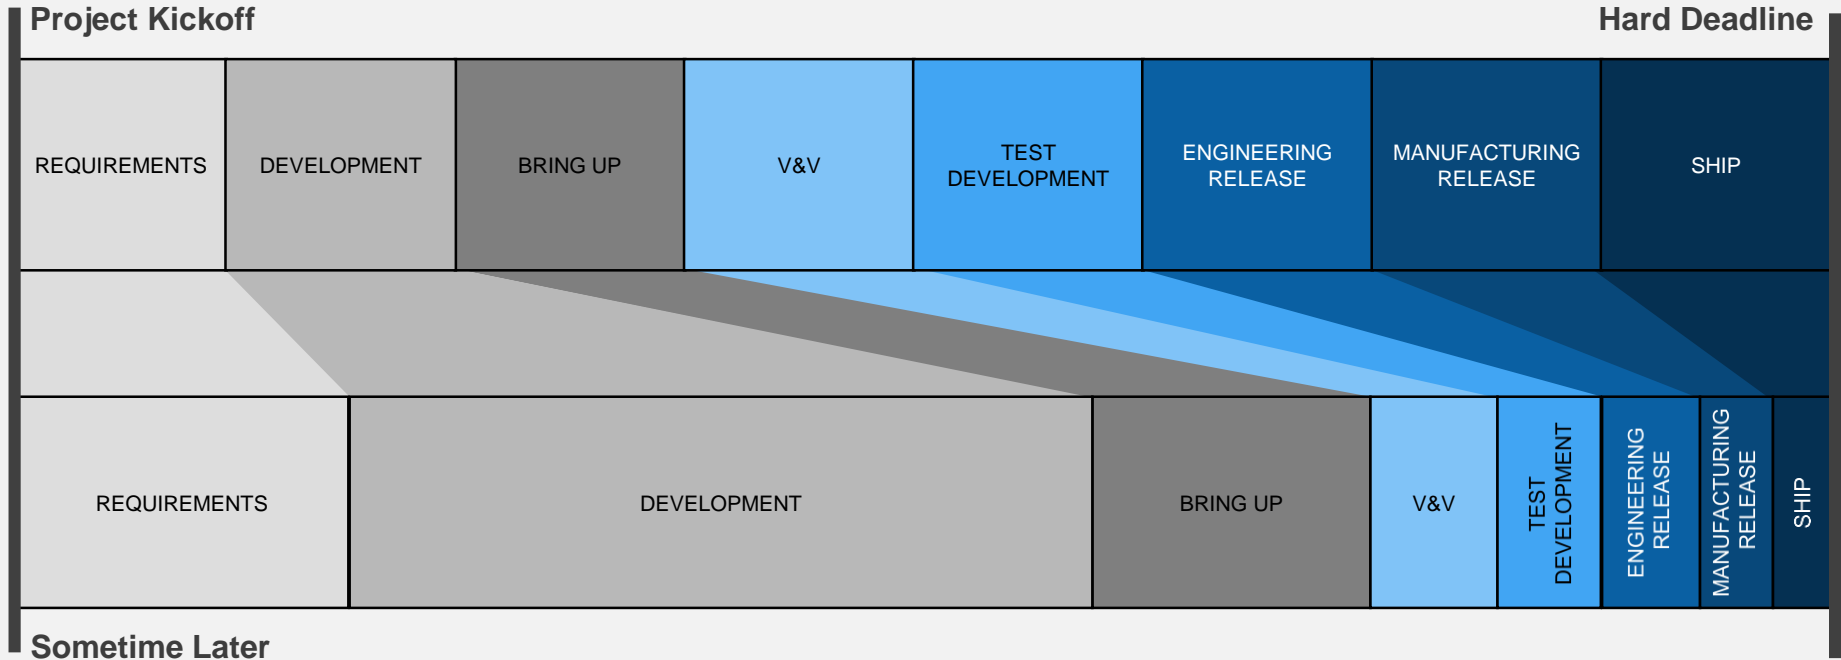 Project Kickoff
Hard Deadline
REQUIREMENTS
DEVELOPMENT
BRING UP
V&V
TEST
DEVELOPMENT
ENGINEERING
RELEASE
MANUFACTURING
RELEASE
SHIP
REQUIREMENTS
DEVELOPMENT
BRING UP
V&V
TEST
DEVELOPMENT
ENGINEERING
RELEASE
MANUFACTURING
RELEASE
SHIP
Sometime Later